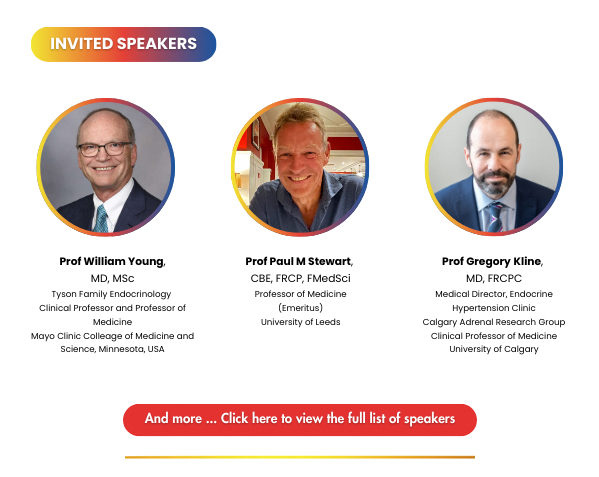 INVITED SPEAKERS
Prof William Young,
MD, MSc
Tyson Family Endocrinology
Clinical Professor and Professor of
Medicine
Mayo Clinic Colleage of Medicine and
Science, Minnesota, USA
Prof Paul M Stewart,
CBE, FRCP, FMedSci
Professor of Medicine
(Emeritus)
University of Leeds
Prof Gregory Kline,
MD, FRCPC
Medical Director, Endocrine
Hypertension Clinic
Calgary Adrenal Research Group
Clinical Professor of Medicine
University of Calgary
And more ... Click here to view the full list of speakers